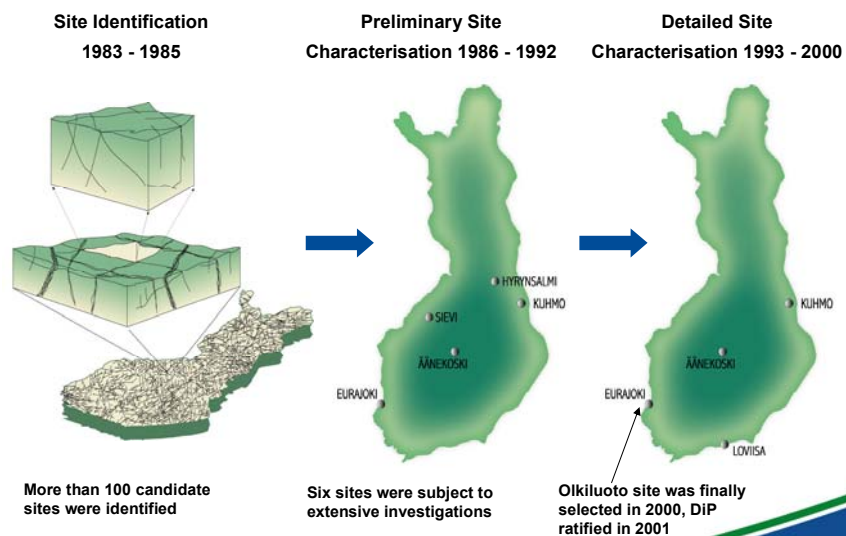 Site Identification
1983 - 1985
Preliminary Site
Characterisation 1986 - 1992
Detailed Site
Characterisation 1993 - 2000
HYRYNSALMI
KUHMO
SIEVI
ÄÄNEKOSKI
EURAJOKI
KUHMO
ÄÄNEKOSKI
EURAJOKI
LOVIISA
More than 100 candidate
sites were identified
Six sites were subject to
extensive investigations
Olkiluoto site was finally
selected in 2000, DiP
ratified in 2001